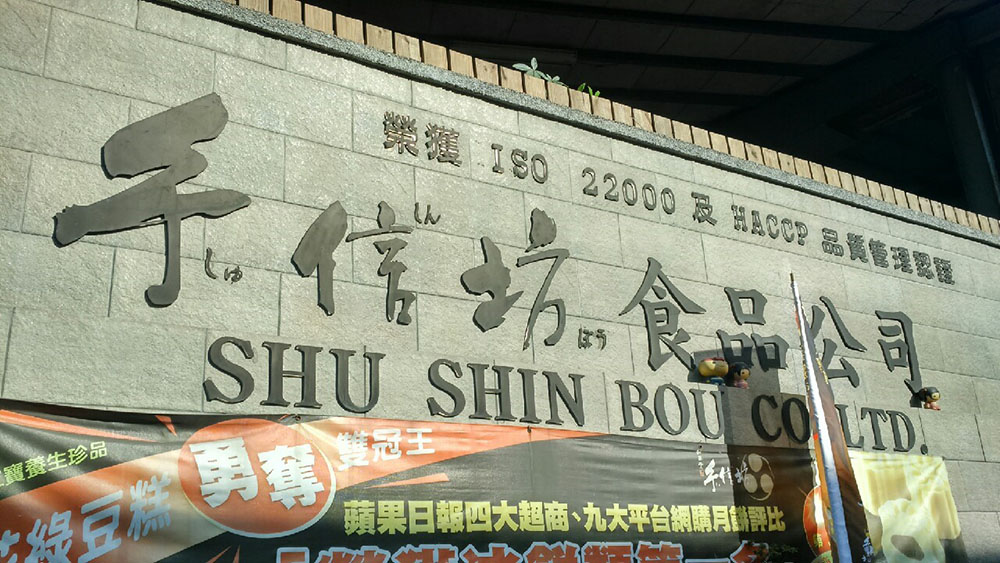 榮獲 ISO 22000 及 HACCP 品質管理認證
手信坊食品公司
しゅ しん ぼう
SHU SHIN BOU CO. LTD.
寶養生珍品
綠豆糕
勇奪
雙冠王
手信坊
蘋果日報四大超商、九大平台網購月餅評比